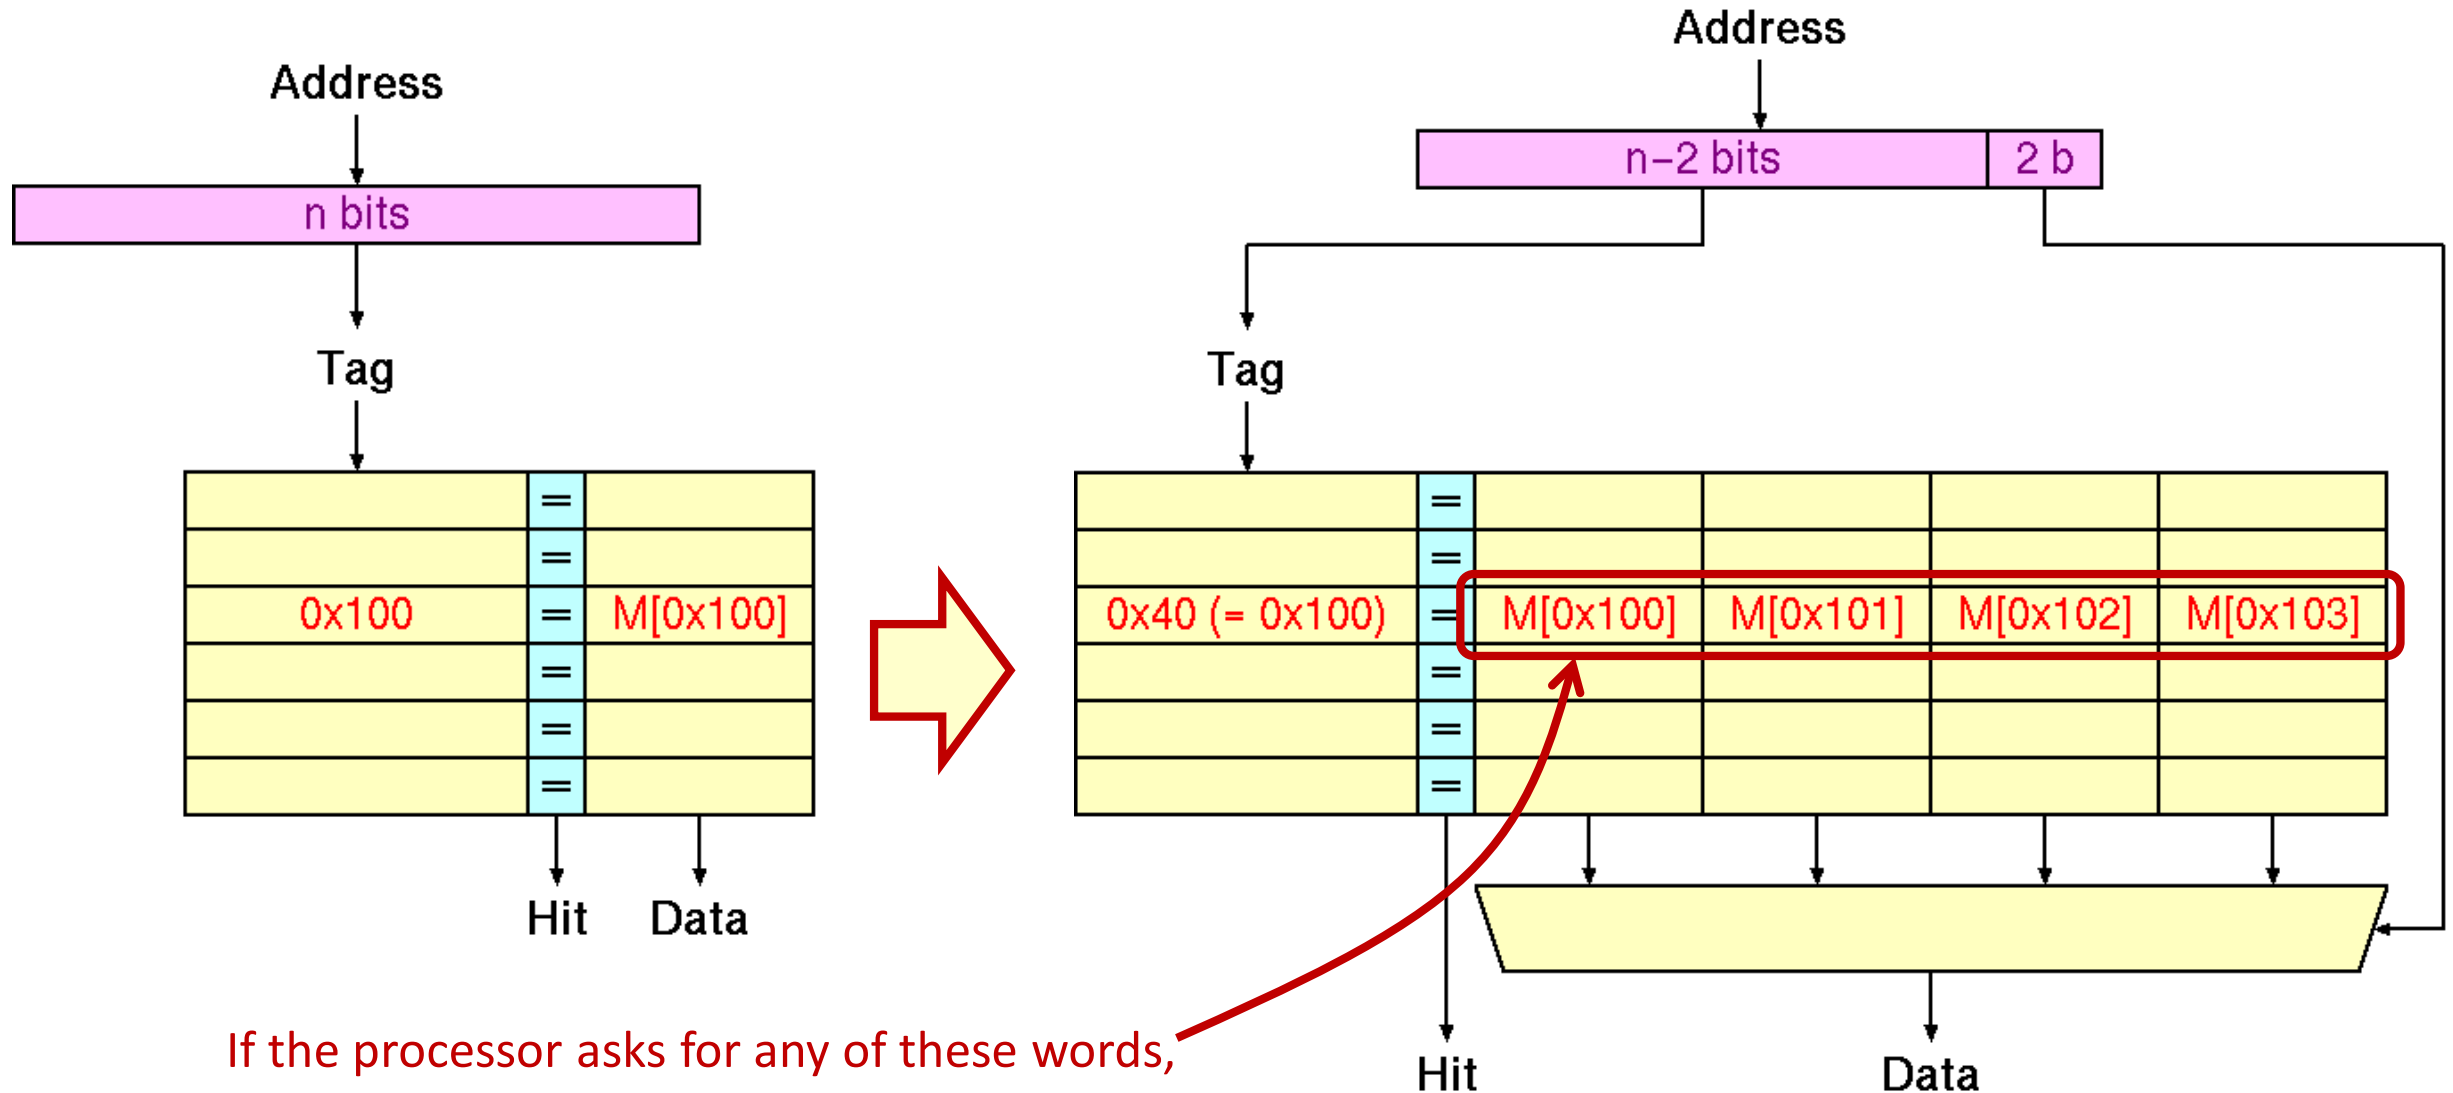 Address
n bits
Tag
=
=
0x100 = M[0x100]
=
=
=
Hit Data
Address
n-2 bits 2 b
Tag
=
=
0x40 (= 0x100) = M[0x100] M[0x101] M[0x102] M[0x103]
=
=
=
Hit Data
If the processor asks for any of these words,